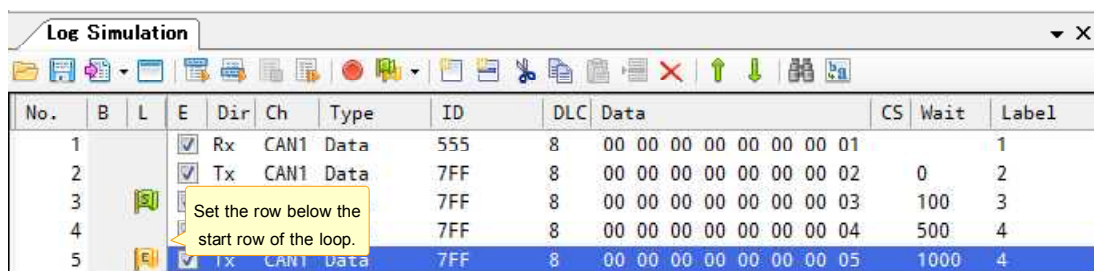 Log Simulation
No. B L E Dir Ch Type ID DLC Data CS Wait Label
1 Rx CAN1 Data 555 8 00 00 00 00 00 00 00 01 1
2 Tx CAN1 Data 7FF 8 00 00 00 00 00 00 00 02 0 2
3 S 7FF 8 00 00 00 00 00 00 00 03 100 3
4 7FF 8 00 00 00 00 00 00 00 04 500 4
5 E Tx CAN1 Data 7FF 8 00 00 00 00 00 00 00 05 1000 4
Set the row below the
start row of the loop.